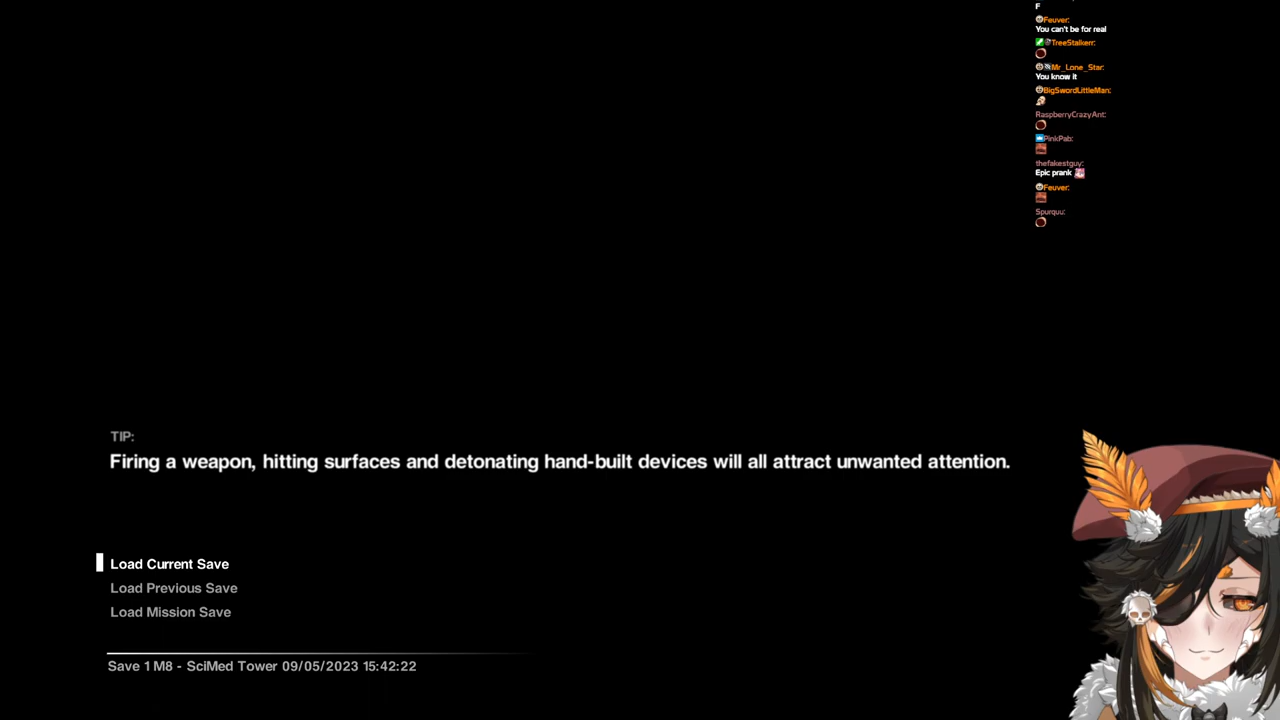 F
Feuver:
You can't be for real
TreeStalkerr:
Mr_Lone_Star:
You know it
BigSwordLittleMan:
RaspberryCrazyAnt:
PinkPab:
thefakestguy:
Epic prank
Feuver:
Spurquu:
TIP:
Firing a weapon, hitting surfaces and detonating hand-built devices will all attract unwanted attention.
Load Current Save
Load Previous Save
Load Mission Save
Save 1 M8 - SciMed Tower 09/05/2023 15:42:22